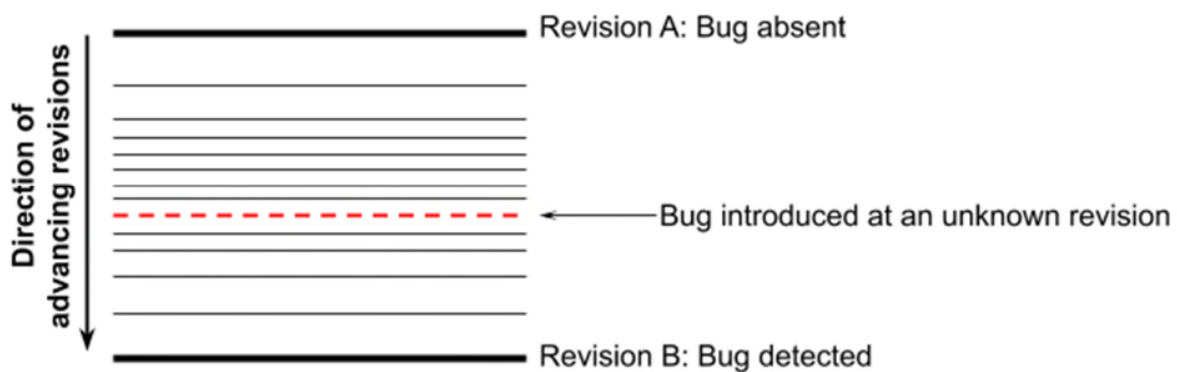 Revision A: Bug absent
Direction of
advancing revisions
Bug introduced at an unknown revision
Revision B: Bug detected